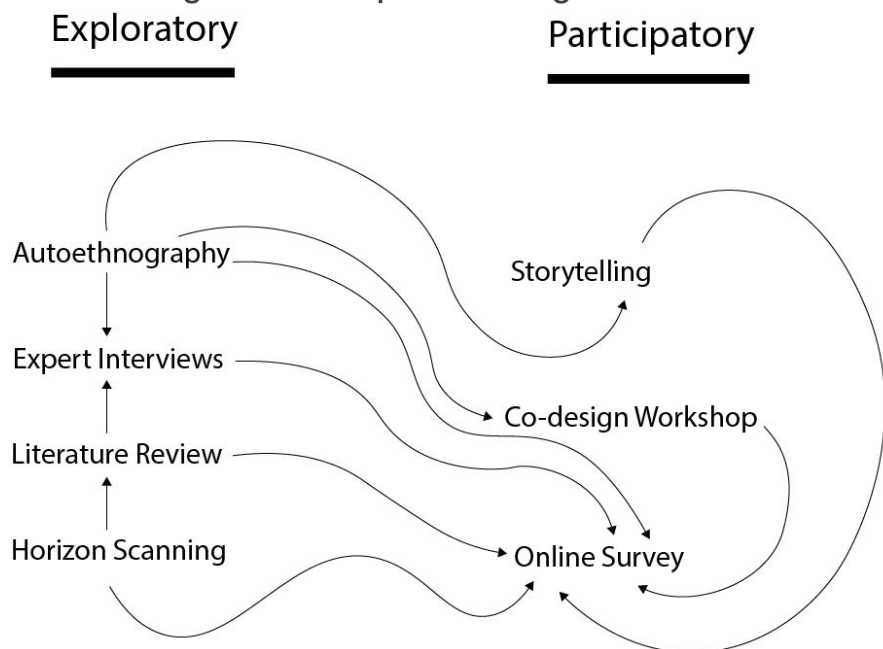 Exploratory
Participatory
Autoethnography
Storytelling
Expert Interviews
Co-design Workshop
Literature Review
Horizon Scanning
Online Survey